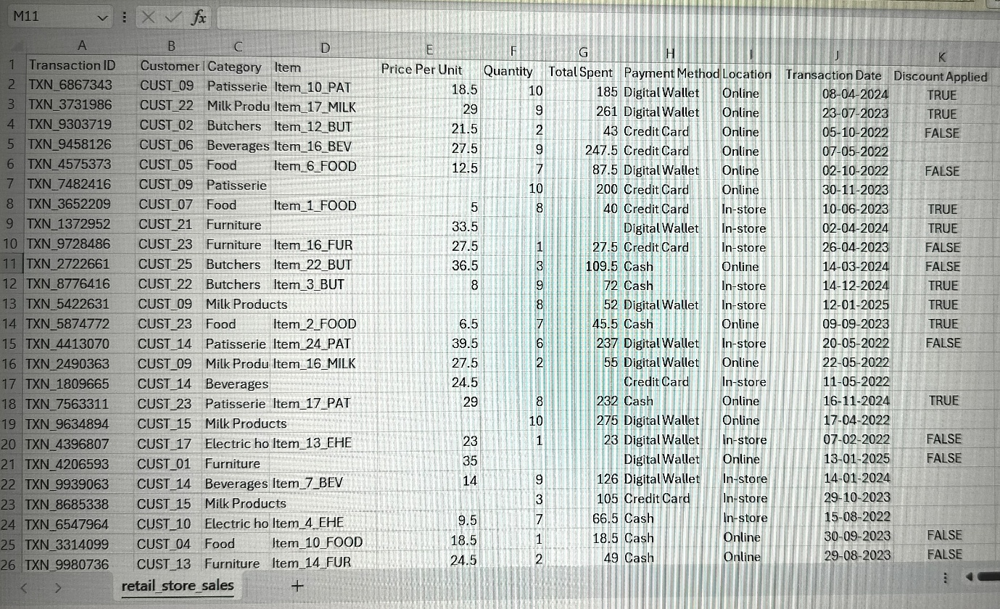 M11 fx
A B C D E F G H I J K
1 Transaction ID Customer Category Item Price Per Unit Quantity Total Spent Payment Method Location Transaction Date Discount Applied
2 TXN_6867343 CUST_09 Patisserie Item_10_PAT 18.5 10 185 Digital Wallet Online 08-04-2024 TRUE
3 TXN_3731986 CUST_22 Milk Produ Item_17_MILK 29 9 261 Digital Wallet Online 23-07-2023 TRUE
4 TXN_9303719 CUST_02 Butchers Item_12_BUT 21.5 2 43 Credit Card Online 05-10-2022 FALSE
5 TXN_9458126 CUST_06 Beverages Item_16_BEV 27.5 9 247.5 Credit Card Online 07-05-2022
6 TXN_4575373 CUST_05 Food Item_6_FOOD 12.5 7 87.5 Digital Wallet Online 02-10-2022 FALSE
7 TXN_7482416 CUST_09 Patisserie 10 200 Credit Card Online 30-11-2023
8 TXN_3652209 CUST_07 Food Item_1_FOOD 5 8 40 Credit Card In-store 10-06-2023 TRUE
9 TXN_1372952 CUST_21 Furniture 33.5 Digital Wallet In-store 02-04-2024 TRUE
10 TXN_9728486 CUST_23 Furniture Item_16_FUR 27.5 1 27.5 Credit Card In-store 26-04-2023 FALSE
11 TXN_2722661 CUST_25 Butchers Item_22_BUT 36.5 3 109.5 Cash Online 14-03-2024 FALSE
12 TXN_8776416 CUST_22 Butchers Item_3_BUT 8 9 72 Cash In-store 14-12-2024 TRUE
13 TXN_5422631 CUST_09 Milk Products 8 52 Digital Wallet In-store 12-01-2025 TRUE
14 TXN_5874772 CUST_23 Food Item_2_FOOD 6.5 7 45.5 Cash Online 09-09-2023 TRUE
15 TXN_4413070 CUST_14 Patisserie Item_24_PAT 39.5 6 237 Digital Wallet In-store 20-05-2022 FALSE
16 TXN_2490363 CUST_09 Milk Produ Item_16_MILK 27.5 2 55 Digital Wallet Online 22-05-2022
17 TXN_1809665 CUST_14 Beverages 24.5 Credit Card In-store 11-05-2022
18 TXN_7563311 CUST_23 Patisserie Item_17_PAT 29 8 232 Cash Online 16-11-2024 TRUE
19 TXN_9634894 CUST_15 Milk Products 10 275 Digital Wallet Online 17-04-2022
20 TXN_4396807 CUST_17 Electric ho Item_13_EHE 23 1 23 Digital Wallet In-store 07-02-2022 FALSE
21 TXN_4206593 CUST_01 Furniture 35 Digital Wallet Online 13-01-2025 FALSE
22 TXN_9939063 CUST_14 Beverages Item_7_BEV 14 9 126 Digital Wallet In-store 14-01-2024
23 TXN_8685338 CUST_15 Milk Products 3 105 Credit Card In-store 29-10-2023
24 TXN_6547964 CUST_10 Electric ho Item_4_EHE 9.5 7 66.5 Cash In-store 15-08-2022
25 TXN_3314099 CUST_04 Food Item_10_FOOD 18.5 1 18.5 Cash Online 30-09-2023 FALSE
26 TXN_9980736 CUST_13 Furniture Item_14_FUR 24.5 2 49 Cash Online 29-08-2023 FALSE
retail_store_sales